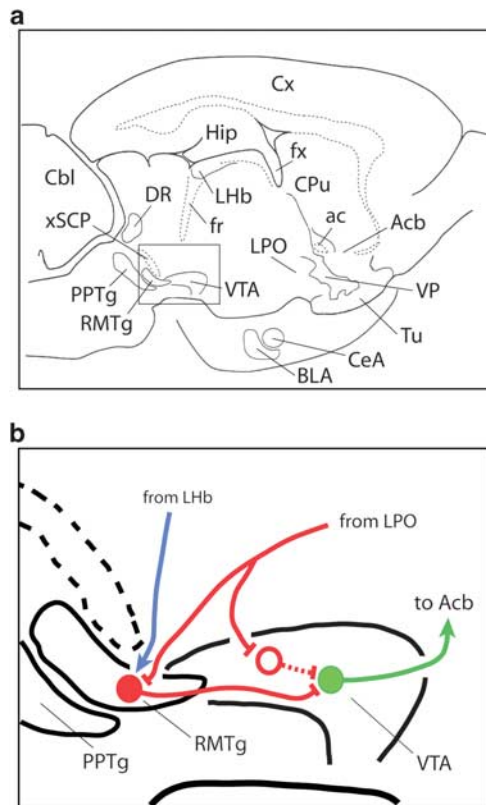 a
Cx
Hip
fx
Cbl
DR
LHb
CPu
xSCP
fr
ac
Acb
LPO
PPTg
VTA
VP
RMTg
Tu
CeA
BLA
b
from LHb
from LPO
to Acb
PPTg
RMTg
VTA